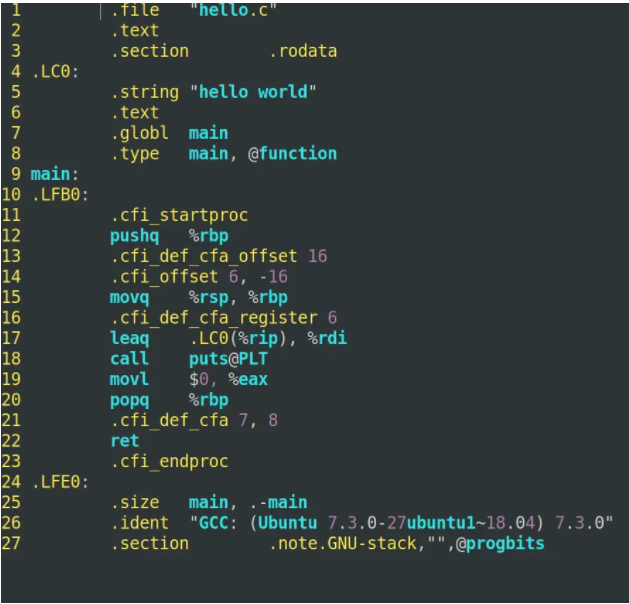 1 .file "hello.c"
2 .text
3 .section .rodata
4 .LC0:
5 .string "hello world"
6 .text
7 .globl main
8 .type main, @function
9 main:
10 .LFB0:
11 .cfi_startproc
12 pushq %rbp
13 .cfi_def_cfa_offset 16
14 .cfi_offset 6, -16
15 movq %rsp, %rbp
16 .cfi_def_cfa_register 6
17 leaq .LC0(%rip), %rdi
18 call puts@PLT
19 movl $0, %eax
20 popq %rbp
21 .cfi_def_cfa 7, 8
22 ret
23 .cfi_endproc
24 .LFE0:
25 .size main, .-main
26 .ident "GCC: (Ubuntu 7.3.0-27ubuntu1~18.04) 7.3.0"
27 .section .note.GNU-stack,"",@progbits